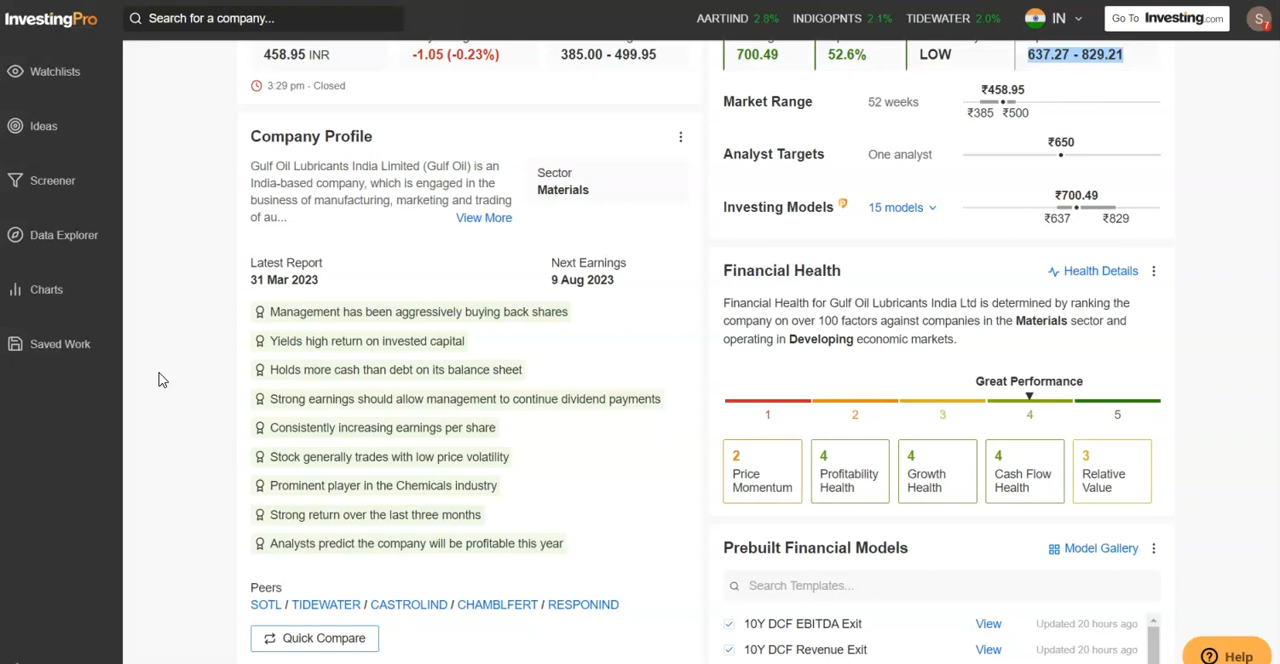 InvestingPro
Search for a company...
AARTIIND 2.8% INDIGOPNTS 2.1% TIDEWATER 2.0%
IN
Go To Investing.com
S
7
Watchlists
Ideas
Screener
Data Explorer
Charts
Saved Work
458.95 INR
-1.05 (-0.23%)
385.00 - 499.95
3:29 pm - Closed
Company Profile
Gulf Oil Lubricants India Limited (Gulf Oil) is an
India-based company, which is engaged in the
business of manufacturing, marketing and trading
of au...
View More
Sector
Materials
Latest Report
31 Mar 2023
Next Earnings
9 Aug 2023
Management has been aggressively buying back shares
Yields high return on invested capital
Holds more cash than debt on its balance sheet
Strong earnings should allow management to continue dividend payments
Consistently increasing earnings per share
Stock generally trades with low price volatility
Prominent player in the Chemicals industry
Strong return over the last three months
Analysts predict the company will be profitable this year
Peers
SOTL / TIDEWATER / CASTROLIND / CHAMBLFERT / RESPONIND
Quick Compare
700.49
52.6%
LOW
637.27 - 829.21
Market Range
52 weeks
₹458.95
₹385 ₹500
Analyst Targets
One analyst
₹650
Investing Models
15 models
₹700.49
₹637 ₹829
Financial Health
Health Details
Financial Health for Gulf Oil Lubricants India Ltd is determined by ranking the
company on over 100 factors against companies in the Materials sector and
operating in Developing economic markets.
Great Performance
1 2 3 4 5
2
Price
Momentum
4
Profitability
Health
4
Growth
Health
4
Cash Flow
Health
3
Relative
Value
Prebuilt Financial Models
Model Gallery
Search Templates...
10Y DCF EBITDA Exit View Updated 20 hours ago
10Y DCF Revenue Exit View Updated 20 hours ago
Help